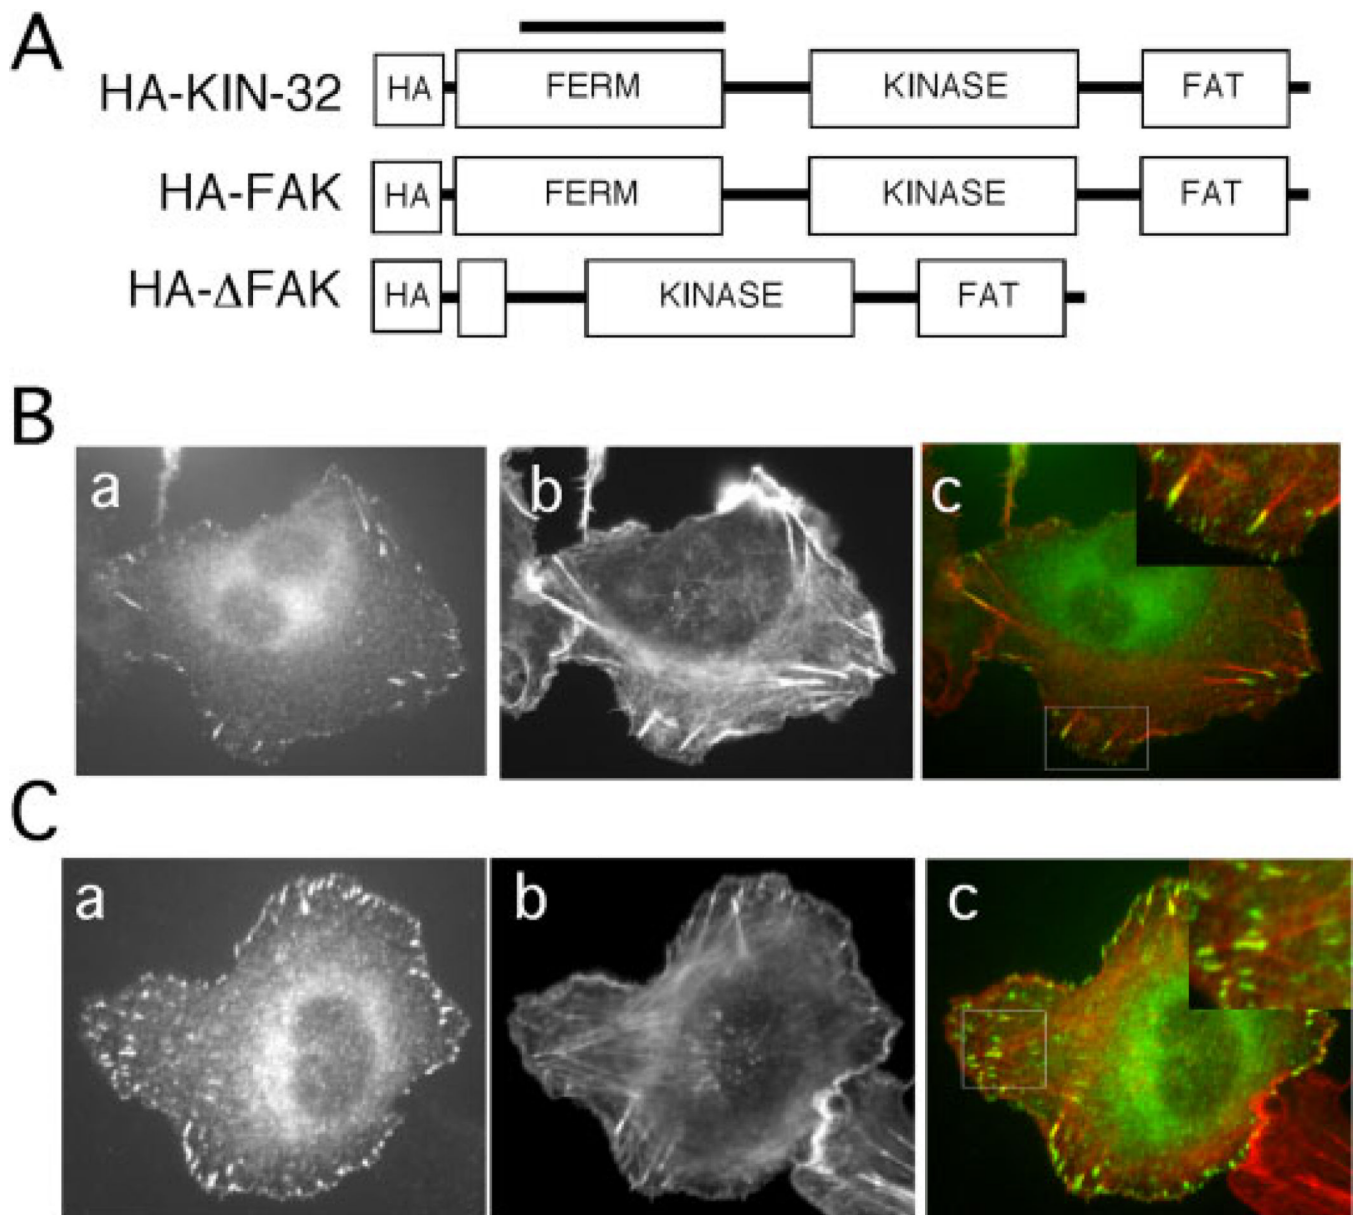 A
HA-KIN-32 HA FERM KINASE FAT
HA-FAK HA FERM KINASE FAT
HA-ΔFAK HA KINASE FAT
B
a b c
C
a b c